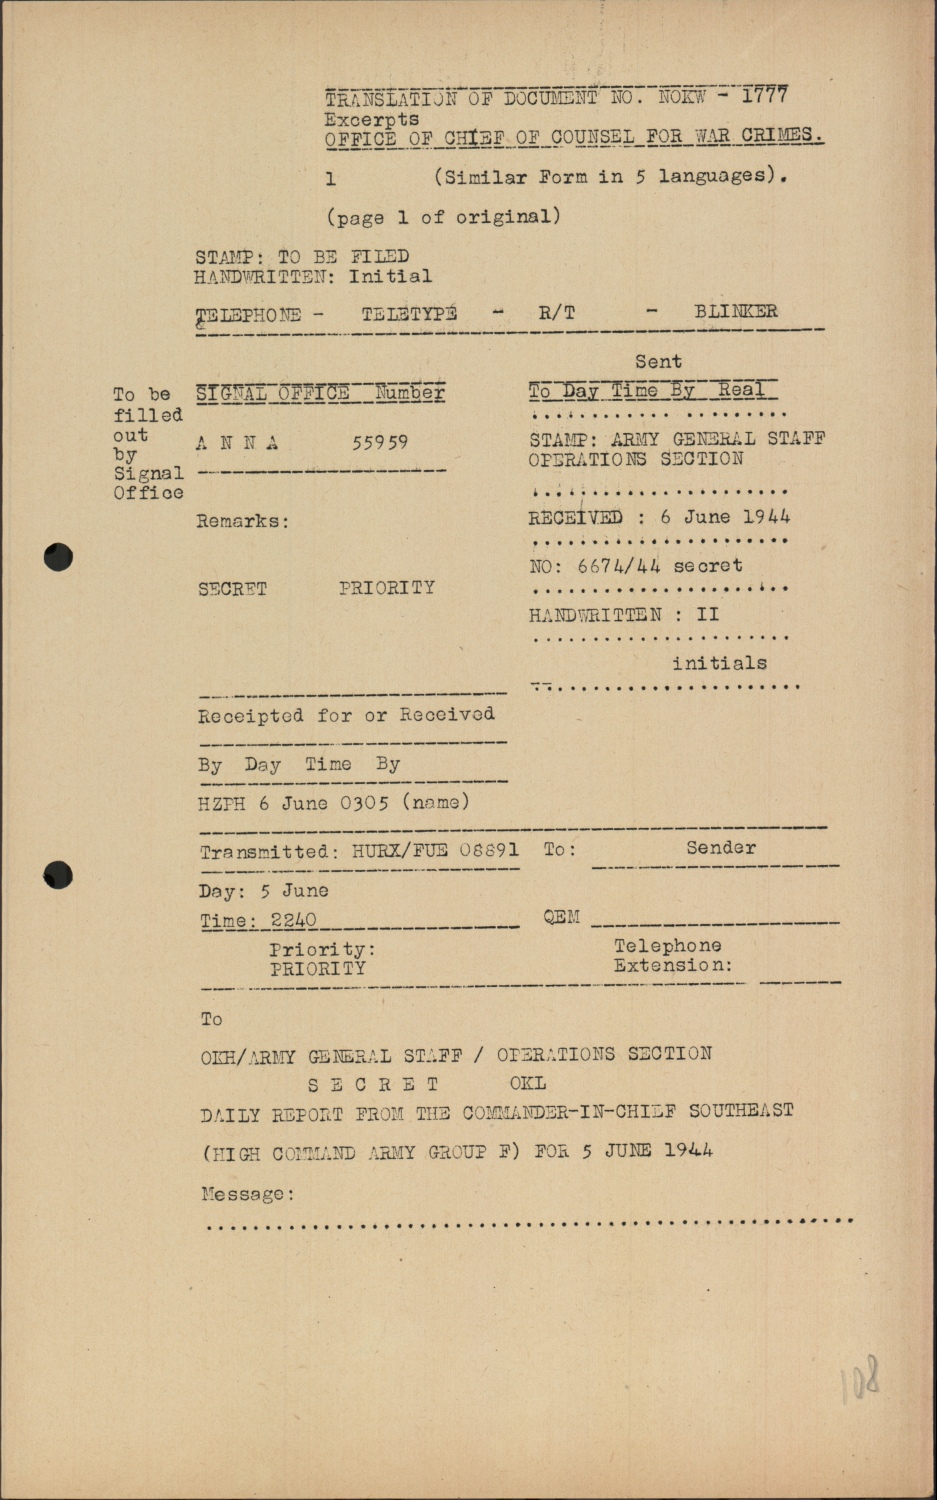 TRANSLATION OF DOCUMENT NO. NOKW - 1777
Excerpts
OFFICE OF CHIEF OF COUNSEL FOR WAR CRIMES.
1 (Similar Form in 5 languages).
(page 1 of original)
STAMP: TO BE FILED
HANDWRITTEN: Initial
TELEPHONE - TELETYPE - R/T - BLINKER
Sent
To be filled out by Signal Office
SIGNAL OFFICE Number
To Day Time By Real
A N N A 55959
STAMP: ARMY GENERAL STAFF
OPERATIONS SECTION
Remarks:
RECEIVED : 6 June 1944
NO: 6674/44 secret
SECRET PRIORITY
HANDWRITTEN : II
initials
Receipted for or Received
By Day Time By
HZPH 6 June 0305 (name)
Transmitted: HURX/FUE 08891 To: Sender
Day: 5 June
Time: 2240 QEM
Priority: Telephone
PRIORITY Extension:
To
OKH/ARMY GENERAL STAFF / OPERATIONS SECTION
S E C R E T OKL
DAILY REPORT FROM THE COMMANDER-IN-CHIEF SOUTHEAST
(HIGH COMMAND ARMY GROUP F) FOR 5 JUNE 1944
Message:
108